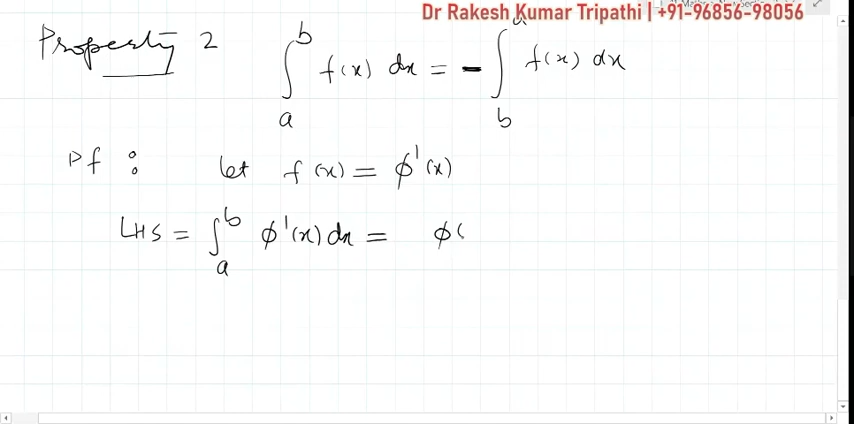 Dr Rakesh Kumar Tripathi | +91-96856-98056
Property 2 ∫_a^b f(x) dx = - ∫_b^a f(x) dx
Pf : let f(x) = ϕ'(x)
LHS = ∫_a^b ϕ'(x) dx = ϕ(